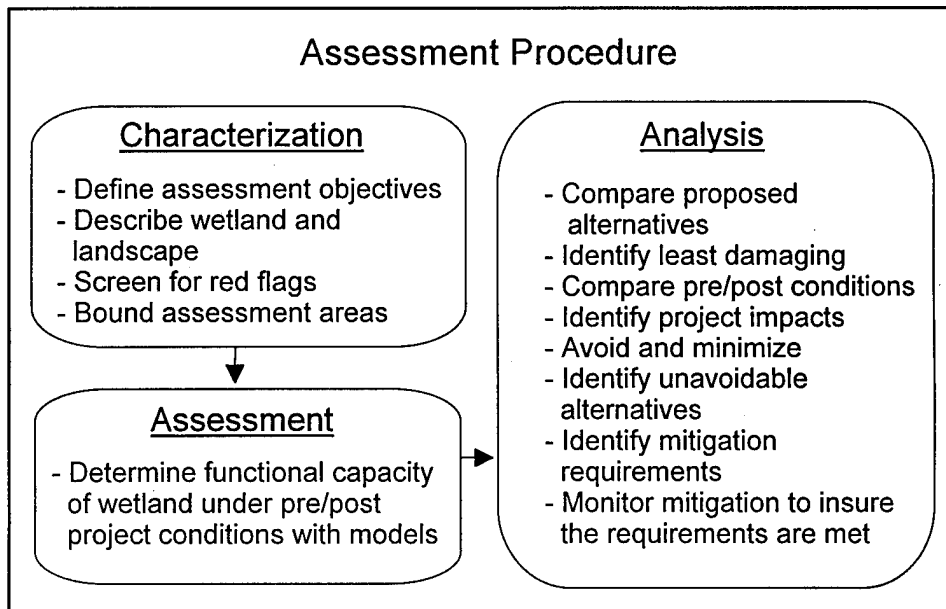 Assessment Procedure
Characterization
- Define assessment objectives
- Describe wetland and
landscape
- Screen for red flags
- Bound assessment areas
Assessment
- Determine functional capacity
of wetland under pre/post
project conditions with models
Analysis
- Compare proposed
alternatives
- Identify least damaging
- Compare pre/post conditions
- Identify project impacts
- Avoid and minimize
- Identify unavoidable
alternatives
- Identify mitigation
requirements
- Monitor mitigation to insure
the requirements are met